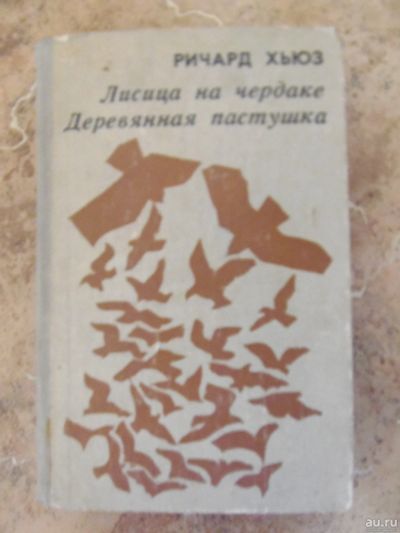 РИЧАРД ХЬЮЗ
Лисица на чердаке
Деревянная пастушка
au.ru